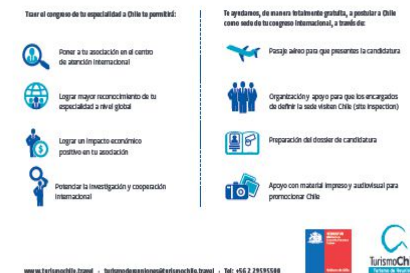 Traer el congreso de tu especialidad a Chile te permitirá:
Poner a tu asociación en el centro
de atención internacional
Lograr mayor reconocimiento de tu
especialidad a nivel global
Lograr un impacto económico
positivo en tu asociación
Potenciar la investigación y cooperación
internacional
Te ayudamos, de manera totalmente gratuita, a postular a Chile
como sede de tu congreso internacional, a través de:
Pasaje aéreo para que presentes la candidatura
Organización y apoyo para que los encargados
de definir la sede visiten Chile (site inspection)
Preparación del dossier de candidatura
Apoyo con material impreso y audiovisual para
promocionar Chile
TurismoCh
www.turismochile.travel - turismodereuniones@turismochile.travel - Tel: +56 2 29595500